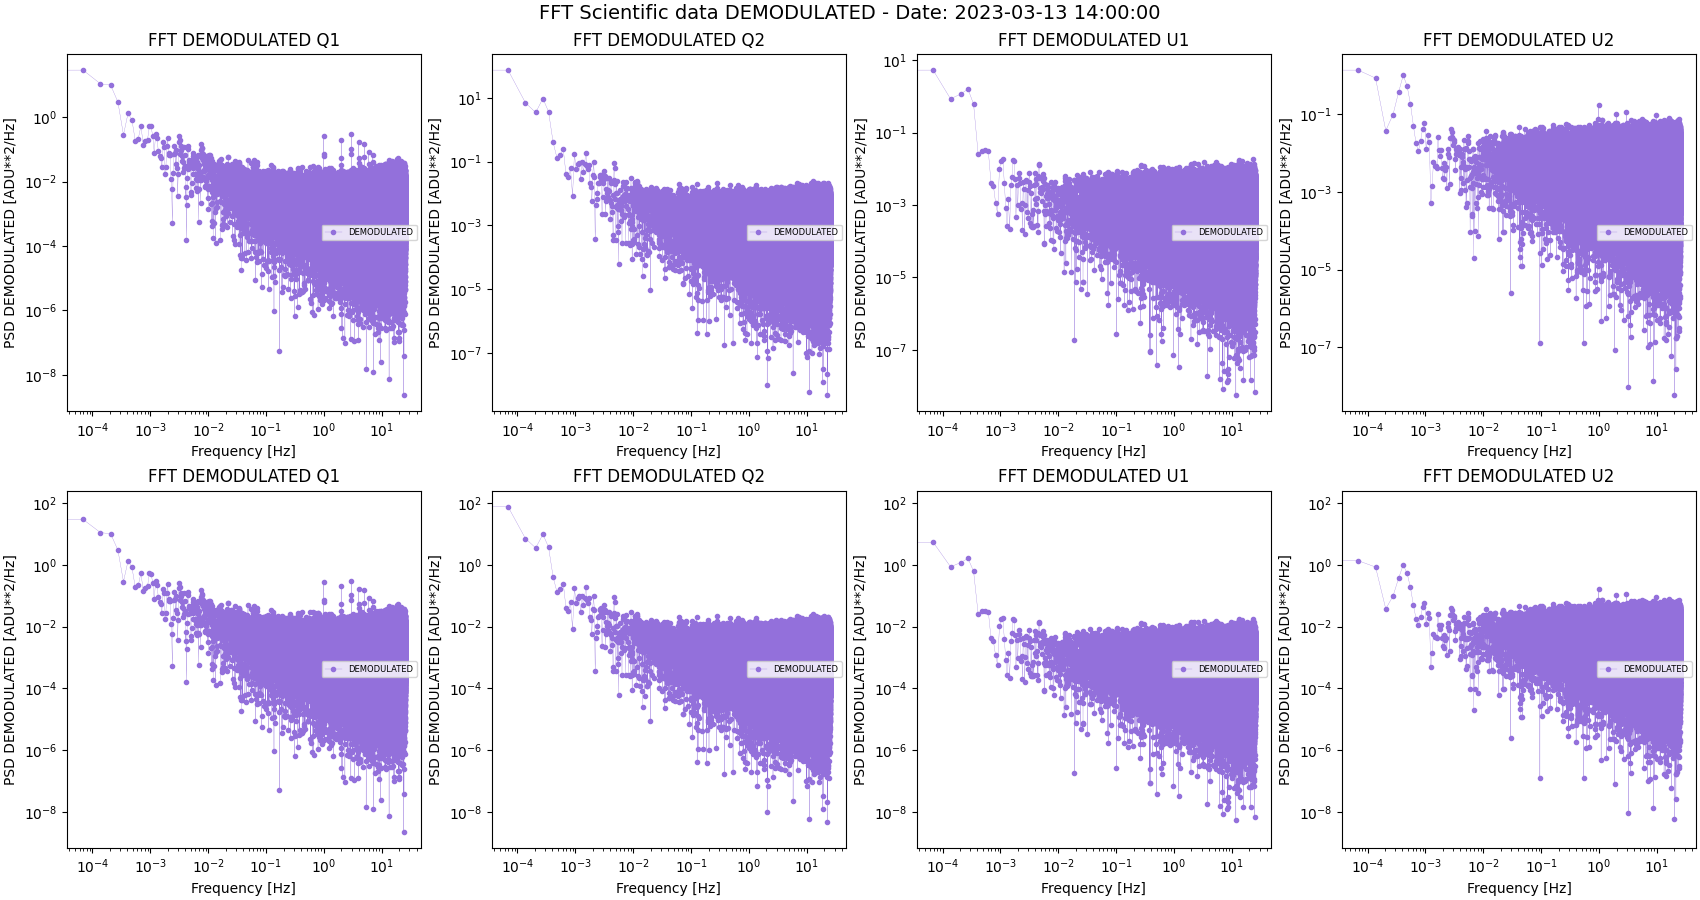 FFT Scientific data DEMODULATED - Date: 2023-03-13 14:00:00
FFT DEMODULATED Q1
PSD DEMODULATED [ADU**2/Hz]
10^0
10^-2
10^-4
10^-6
10^-8
DEMODULATED
10^-4 10^-3 10^-2 10^-1 10^0 10^1
Frequency [Hz]
FFT DEMODULATED Q2
PSD DEMODULATED [ADU**2/Hz]
10^1
10^-1
10^-3
10^-5
10^-7
DEMODULATED
10^-4 10^-3 10^-2 10^-1 10^0 10^1
Frequency [Hz]
FFT DEMODULATED U1
PSD DEMODULATED [ADU**2/Hz]
10^1
10^-1
10^-3
10^-5
10^-7
DEMODULATED
10^-4 10^-3 10^-2 10^-1 10^0 10^1
Frequency [Hz]
FFT DEMODULATED U2
PSD DEMODULATED [ADU**2/Hz]
10^-1
10^-3
10^-5
10^-7
DEMODULATED
10^-4 10^-3 10^-2 10^-1 10^0 10^1
Frequency [Hz]
FFT DEMODULATED Q1
PSD DEMODULATED [ADU**2/Hz]
10^2
10^0
10^-2
10^-4
10^-6
10^-8
DEMODULATED
10^-4 10^-3 10^-2 10^-1 10^0 10^1
Frequency [Hz]
FFT DEMODULATED Q2
PSD DEMODULATED [ADU**2/Hz]
10^2
10^0
10^-2
10^-4
10^-6
10^-8
DEMODULATED
10^-4 10^-3 10^-2 10^-1 10^0 10^1
Frequency [Hz]
FFT DEMODULATED U1
PSD DEMODULATED [ADU**2/Hz]
10^2
10^0
10^-2
10^-4
10^-6
10^-8
DEMODULATED
10^-4 10^-3 10^-2 10^-1 10^0 10^1
Frequency [Hz]
FFT DEMODULATED U2
PSD DEMODULATED [ADU**2/Hz]
10^2
10^0
10^-2
10^-4
10^-6
10^-8
DEMODULATED
10^-4 10^-3 10^-2 10^-1 10^0 10^1
Frequency [Hz]